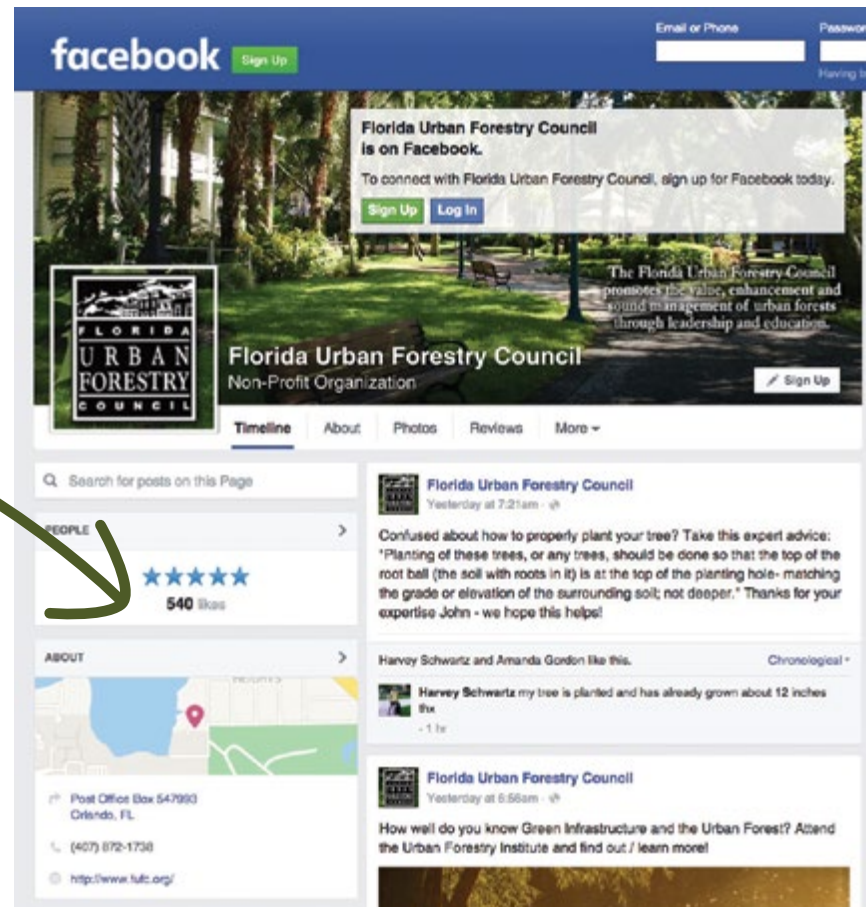 facebook Sign Up
Email or Phone
Passwor
Having
Florida Urban Forestry Council
is on Facebook.
To connect with Florida Urban Forestry Council, sign up for Facebook today.
Sign Up Log In
The Florida Urban Forestry Council
promotes the value, enhancement and
sound management of urban forests
through leadership and education.
FLORIDA
URBAN
FORESTRY
COUNCIL
Florida Urban Forestry Council
Non-Profit Organization
Sign Up
Timeline About Photos Reviews More
Search for posts on this Page
PEOPLE
540 likes
ABOUT
Post Office Box 547993
Orlando, FL
(407) 872-1738
http://www.fufc.org/
Florida Urban Forestry Council
Yesterday at 7:21am
Confused about how to properly plant your tree? Take this expert advice:
"Planting of these trees, or any trees, should be done so that the top of the
root ball (the soil with roots in it) is at the top of the planting hole- matching
the grade or elevation of the surrounding soil; not deeper." Thanks for your
expertise John - we hope this helps!
Harvey Schwartz and Amanda Gordon like this.
Chronological
Harvey Schwartz my tree is planted and has already grown about 12 inches
thx
- 1 hr
Florida Urban Forestry Council
Yesterday at 6:56am
How well do you know Green Infrastructure and the Urban Forest? Attend
the Urban Forestry Institute and find out / learn more!